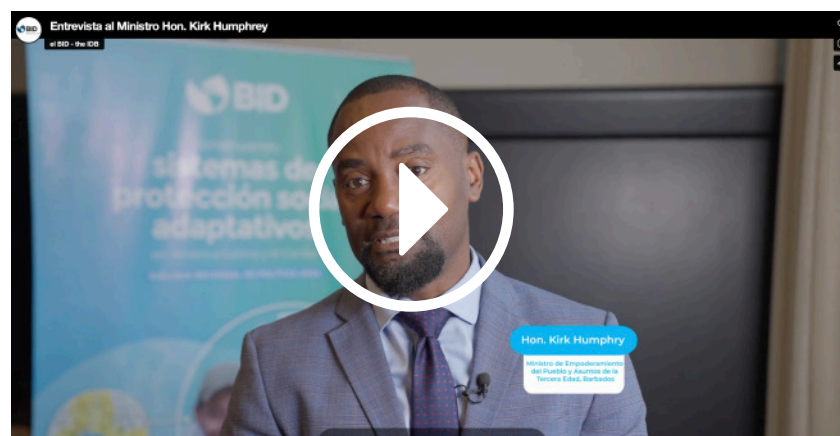 BID
Entrevista al Ministro Hon. Kirk Humphrey
el BID - the IDB
BID
sistemas de
protección
adaptativos
Hon. Kirk Humphry
Ministro de Empoderamiento
del Pueblo y Asuntos de la
Tercera Edad, Barbados